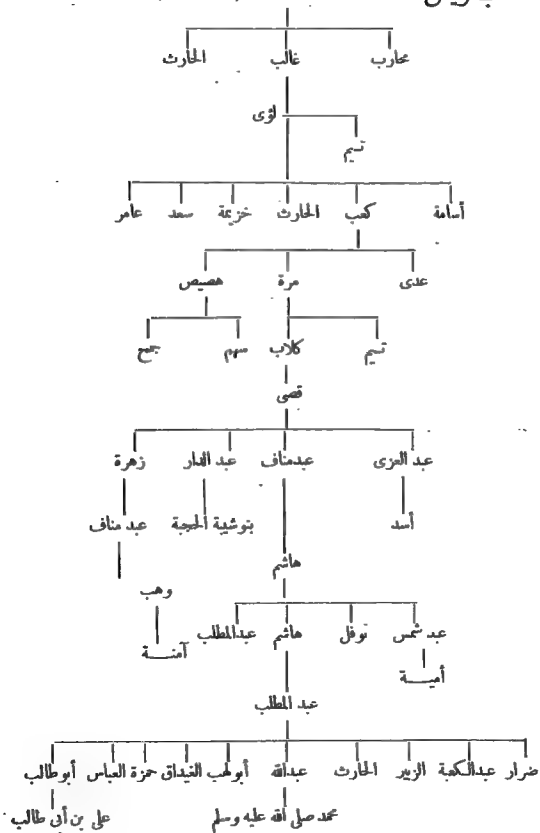 محارب غالب الحارث
لؤى
تيم
أسامة كعب الحارث خزيمة سعد عامر
عدى مرة هصيص
تيم كلاب سهم جمح
قصى
عبد العزى عبدمناف عبد الدار زهرة
أسد بنوشيبة الحجبة عبد مناف
هاشم
وهب
عبد شمس نوفل هاشم عبدالمطلب
آمنة
أمية
عبد المطلب
ضرار عبدالكعبة الزبير الحارث عبدالله أبولهب الغيداق حمزة العباس أبوطالب
محمد صلى الله عليه وسلم على بن أبى طالب